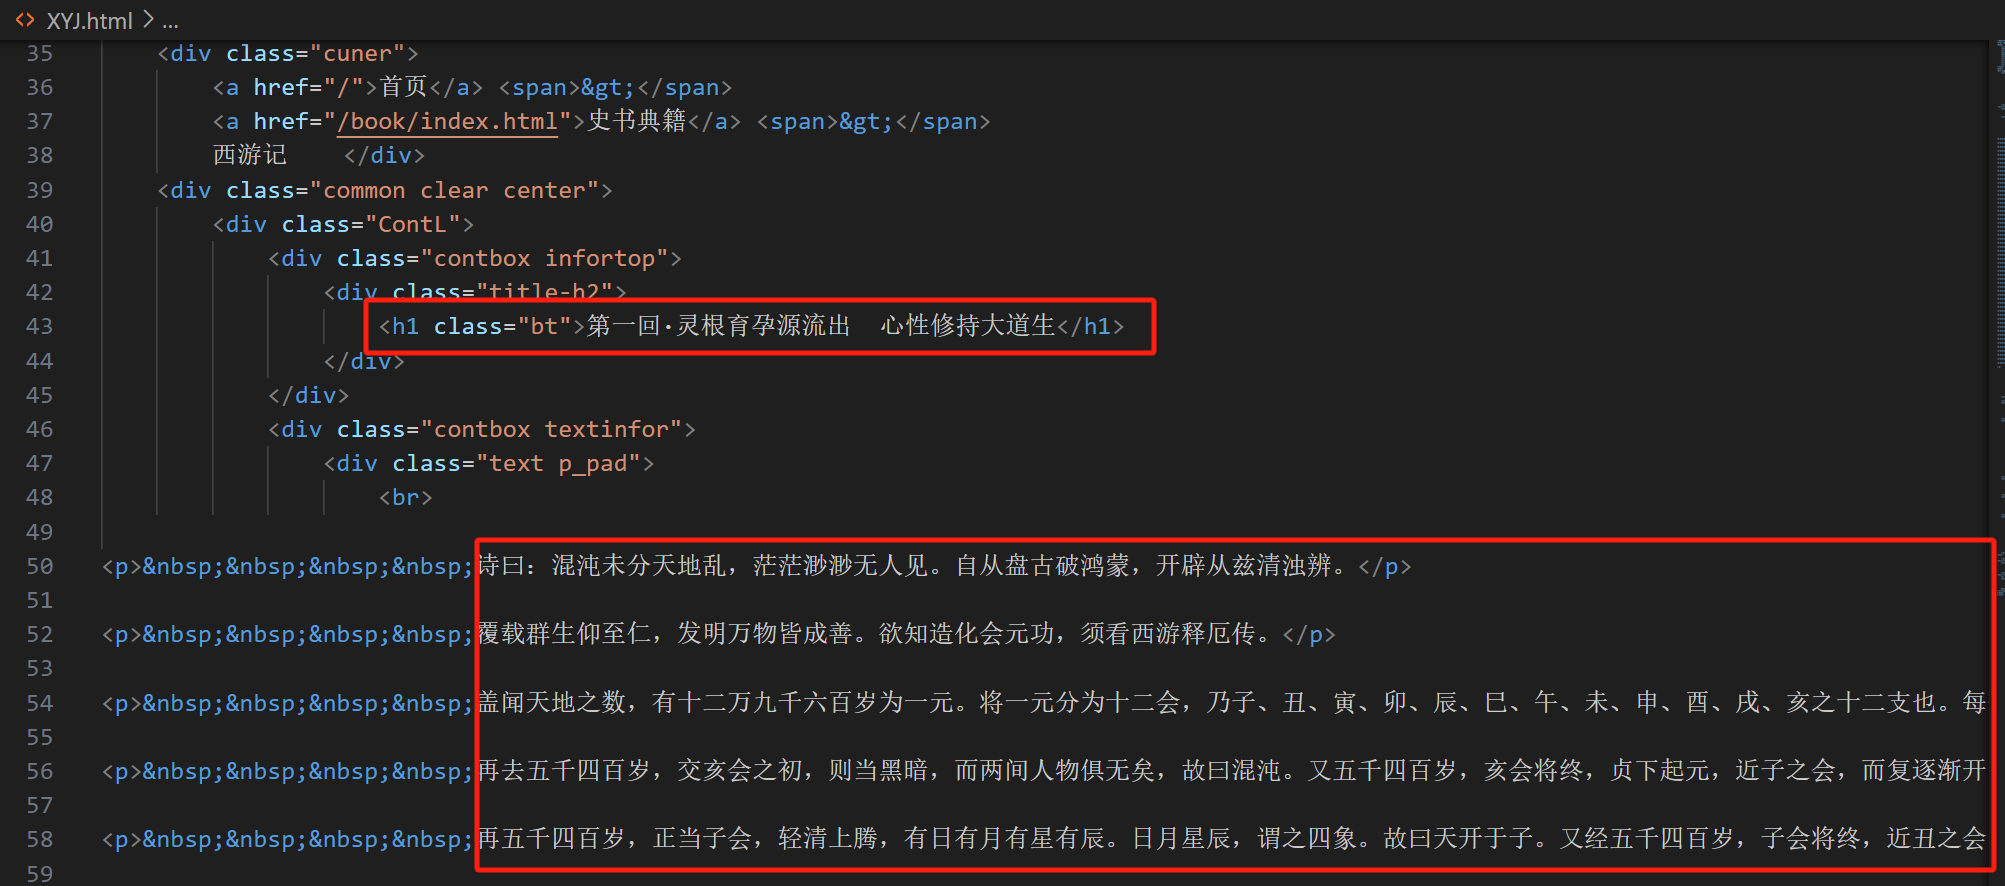 XYJ.html > ...
35 <div class="cuner">
36 <a href="/">首页</a> <span>&gt;</span>
37 <a href="/book/index.html">史书典籍</a> <span>&gt;</span>
38 西游记    </div>
39 <div class="common clear center">
40 <div class="ContL">
41 <div class="contbox infortop">
42 <div class="title-h2">
43 <h1 class="bt">第一回·灵根育孕源流出　心性修持大道生</h1>
44 </div>
45 </div>
46 <div class="contbox textinfor">
47 <div class="text p_pad">
48 <br>
49
50 <p>&nbsp;&nbsp;&nbsp;&nbsp;诗曰：混沌未分天地乱，茫茫渺渺无人见。自从盘古破鸿蒙，开辟从兹清浊辨。</p>
51
52 <p>&nbsp;&nbsp;&nbsp;&nbsp;覆载群生仰至仁，发明万物皆成善。欲知造化会元功，须看西游释厄传。</p>
53
54 <p>&nbsp;&nbsp;&nbsp;&nbsp;盖闻天地之数，有十二万九千六百岁为一元。将一元分为十二会，乃子、丑、寅、卯、辰、巳、午、未、申、酉、戌、亥之十二支也。每
55
56 <p>&nbsp;&nbsp;&nbsp;&nbsp;再去五千四百岁，交亥会之初，则当黑暗，而两间人物俱无矣，故曰混沌。又五千四百岁，亥会将终，贞下起元，近子之会，而复逐渐开
57
58 <p>&nbsp;&nbsp;&nbsp;&nbsp;再五千四百岁，正当子会，轻清上腾，有日有月有星有辰。日月星辰，谓之四象。故曰天开于子。又经五千四百岁，子会将终，近丑之会
59